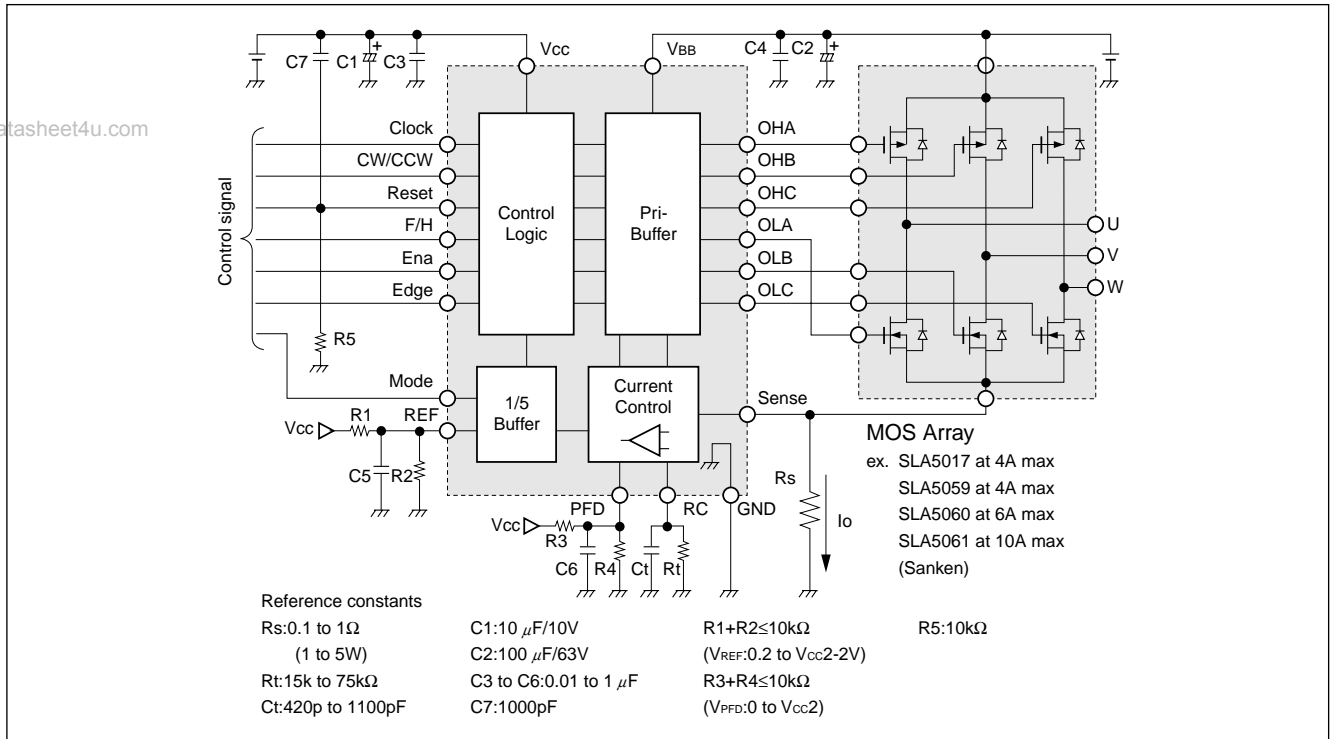 C7
C1
+
C3
Vcc
VBB
C4
C2
+
atasheet4u.com
Control signal
Clock
CW/CCW
Reset
F/H
Ena
Edge
R5
Mode
REF
Vcc
R1
C5
R2
Control
Logic
Pri-
Buffer
1/5
Buffer
Current
Control
OHA
OHB
OHC
OLA
OLB
OLC
Sense
U
V
W
PFD
RC
GND
Vcc
R3
C6
R4
Ct
Rt
Rs
Io
MOS Array
ex. SLA5017 at 4A max
SLA5059 at 4A max
SLA5060 at 6A max
SLA5061 at 10A max
(Sanken)
Reference constants
Rs:0.1 to 1Ω
(1 to 5W)
Rt:15k to 75kΩ
Ct:420p to 1100pF
C1:10 μF/10V
C2:100 μF/63V
C3 to C6:0.01 to 1 μF
C7:1000pF
R1+R2≤10kΩ
(VREF:0.2 to VCC2-2V)
R3+R4≤10kΩ
(VPFD:0 to VCC2)
R5:10kΩ